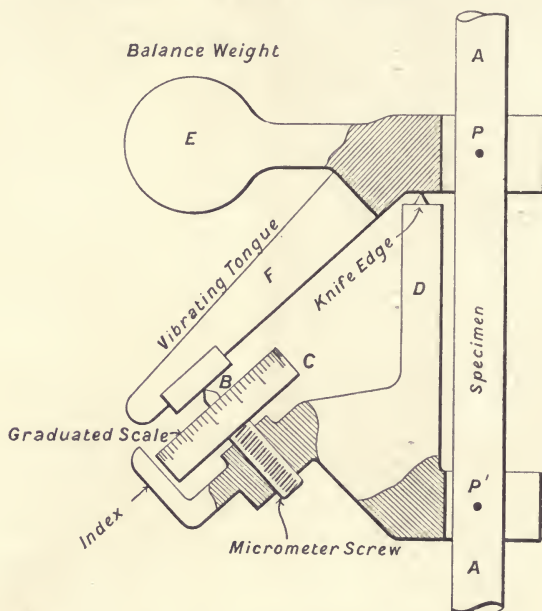 Balance Weight
A
E
P
Vibrating Tongue
F
Knife Edge
D
B
C
Specimen
Graduated Scale
Index
P'
Micrometer Screw
A